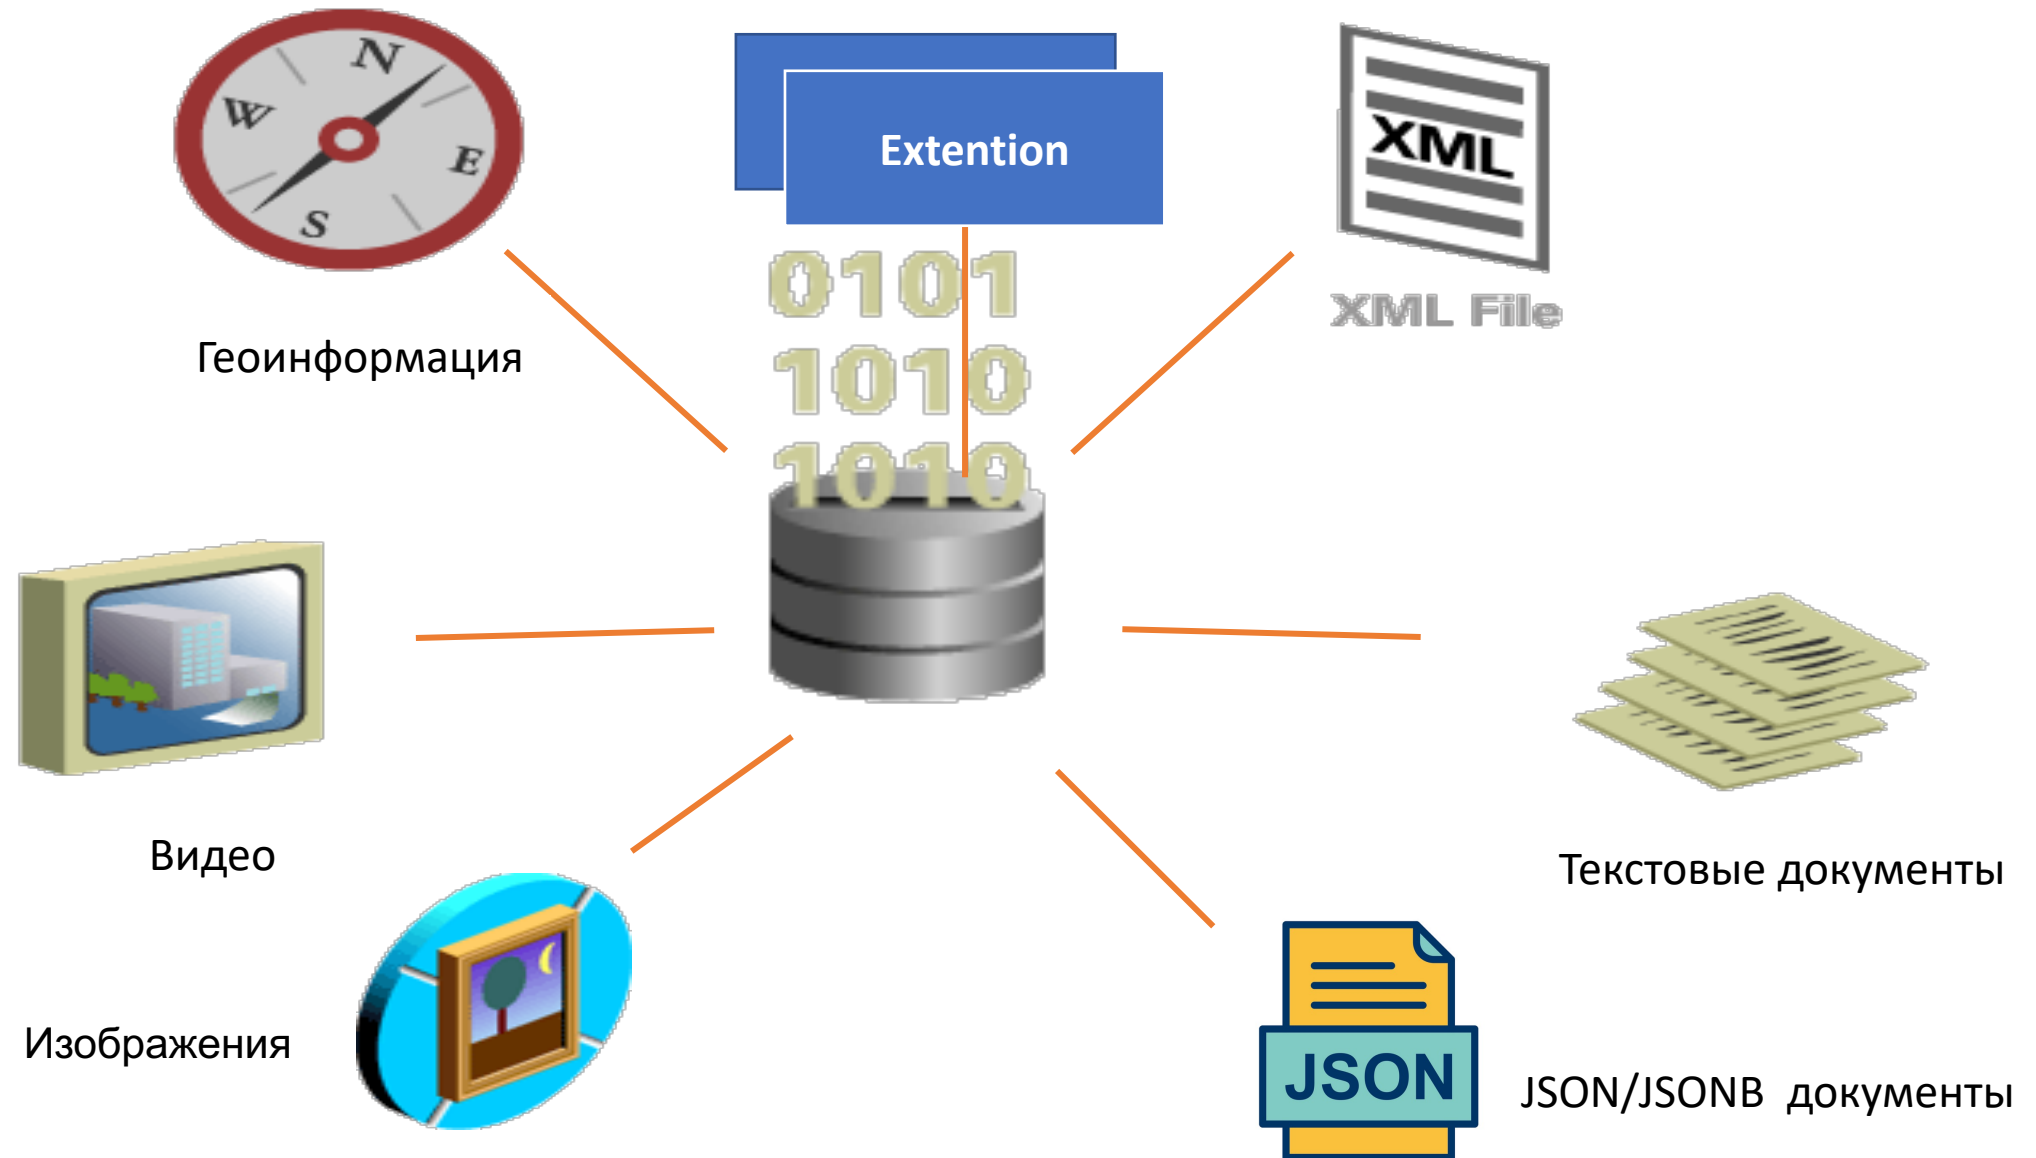 N
W
E
S
Extention
XML
XML File
0101
1010
1010
Геоинформация
Видео
Текстовые документы
Изображения
JSON
JSON/JSONB документы